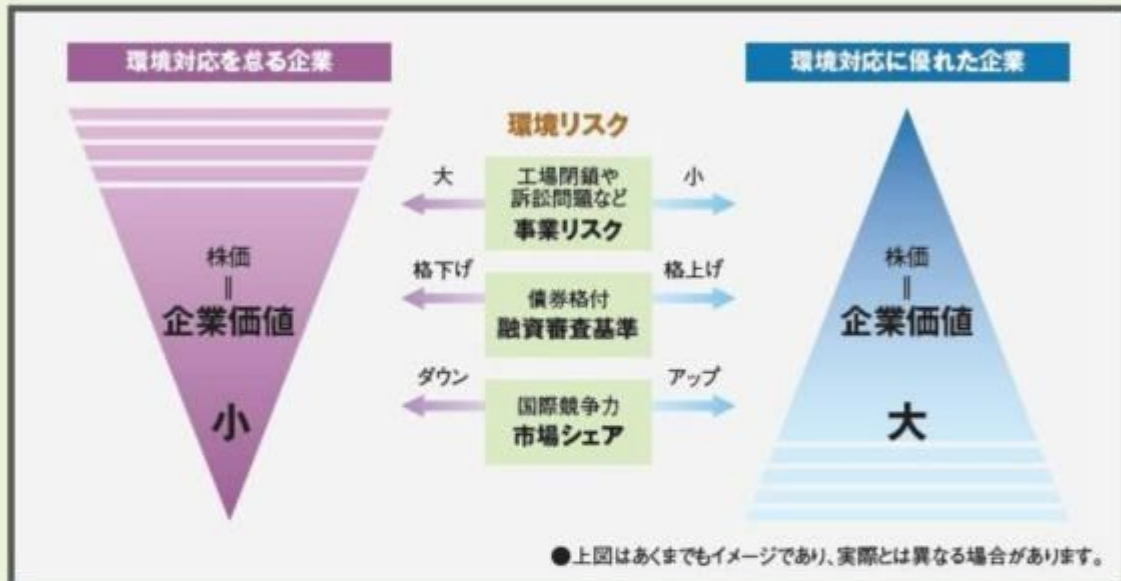 環境対応を怠る企業
環境対応に優れた企業
環境リスク
大
工場閉鎖や
訴訟問題など
事業リスク
小
格下げ
債券格付
融資審査基準
格上げ
ダウン
国際競争力
市場シェア
アップ
株価
‖
企業価値
小
株価
‖
企業価値
大
●上図はあくまでもイメージであり、実際とは異なる場合があります。